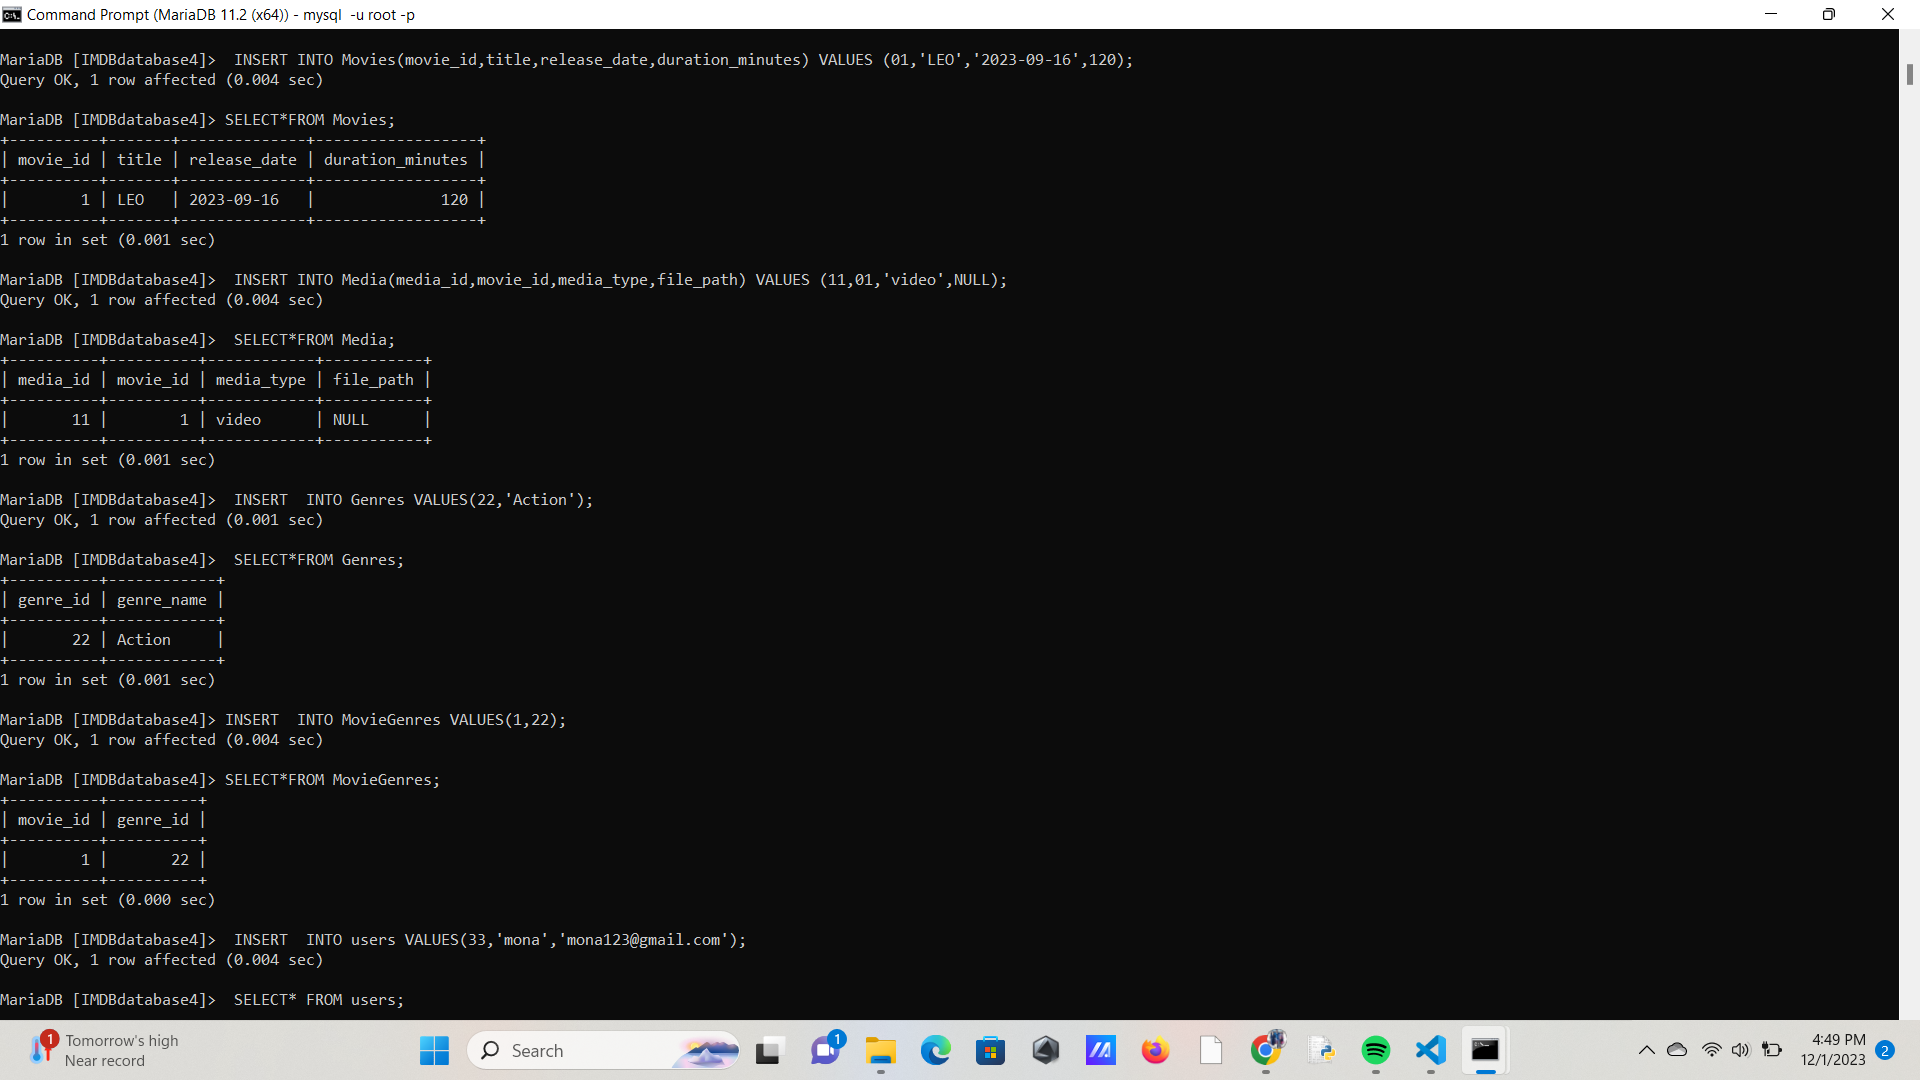 Command Prompt (MariaDB 11.2 (x64)) - mysql  -u root -p
MariaDB [IMDBdatabase4]>  INSERT INTO Movies(movie_id,title,release_date,duration_minutes) VALUES (01,'LEO','2023-09-16',120);
Query OK, 1 row affected (0.004 sec)
MariaDB [IMDBdatabase4]> SELECT*FROM Movies;
+----------+-------+--------------+------------------+
| movie_id | title | release_date | duration_minutes |
+----------+-------+--------------+------------------+
|        1 | LEO   | 2023-09-16   |              120 |
+----------+-------+--------------+------------------+
1 row in set (0.001 sec)
MariaDB [IMDBdatabase4]>  INSERT INTO Media(media_id,movie_id,media_type,file_path) VALUES (11,01,'video',NULL);
Query OK, 1 row affected (0.004 sec)
MariaDB [IMDBdatabase4]>  SELECT*FROM Media;
+----------+----------+------------+-----------+
| media_id | movie_id | media_type | file_path |
+----------+----------+------------+-----------+
|       11 |        1 | video      | NULL      |
+----------+----------+------------+-----------+
1 row in set (0.001 sec)
MariaDB [IMDBdatabase4]>  INSERT  INTO Genres VALUES(22,'Action');
Query OK, 1 row affected (0.001 sec)
MariaDB [IMDBdatabase4]>  SELECT*FROM Genres;
+----------+------------+
| genre_id | genre_name |
+----------+------------+
|       22 | Action     |
+----------+------------+
1 row in set (0.001 sec)
MariaDB [IMDBdatabase4]> INSERT  INTO MovieGenres VALUES(1,22);
Query OK, 1 row affected (0.004 sec)
MariaDB [IMDBdatabase4]> SELECT*FROM MovieGenres;
+----------+----------+
| movie_id | genre_id |
+----------+----------+
|        1 |       22 |
+----------+----------+
1 row in set (0.000 sec)
MariaDB [IMDBdatabase4]>  INSERT  INTO users VALUES(33,'mona','mona123@gmail.com');
Query OK, 1 row affected (0.004 sec)
MariaDB [IMDBdatabase4]>  SELECT* FROM users;
1
Tomorrow's high
Near record
Search
1
4:49 PM
12/1/2023
2